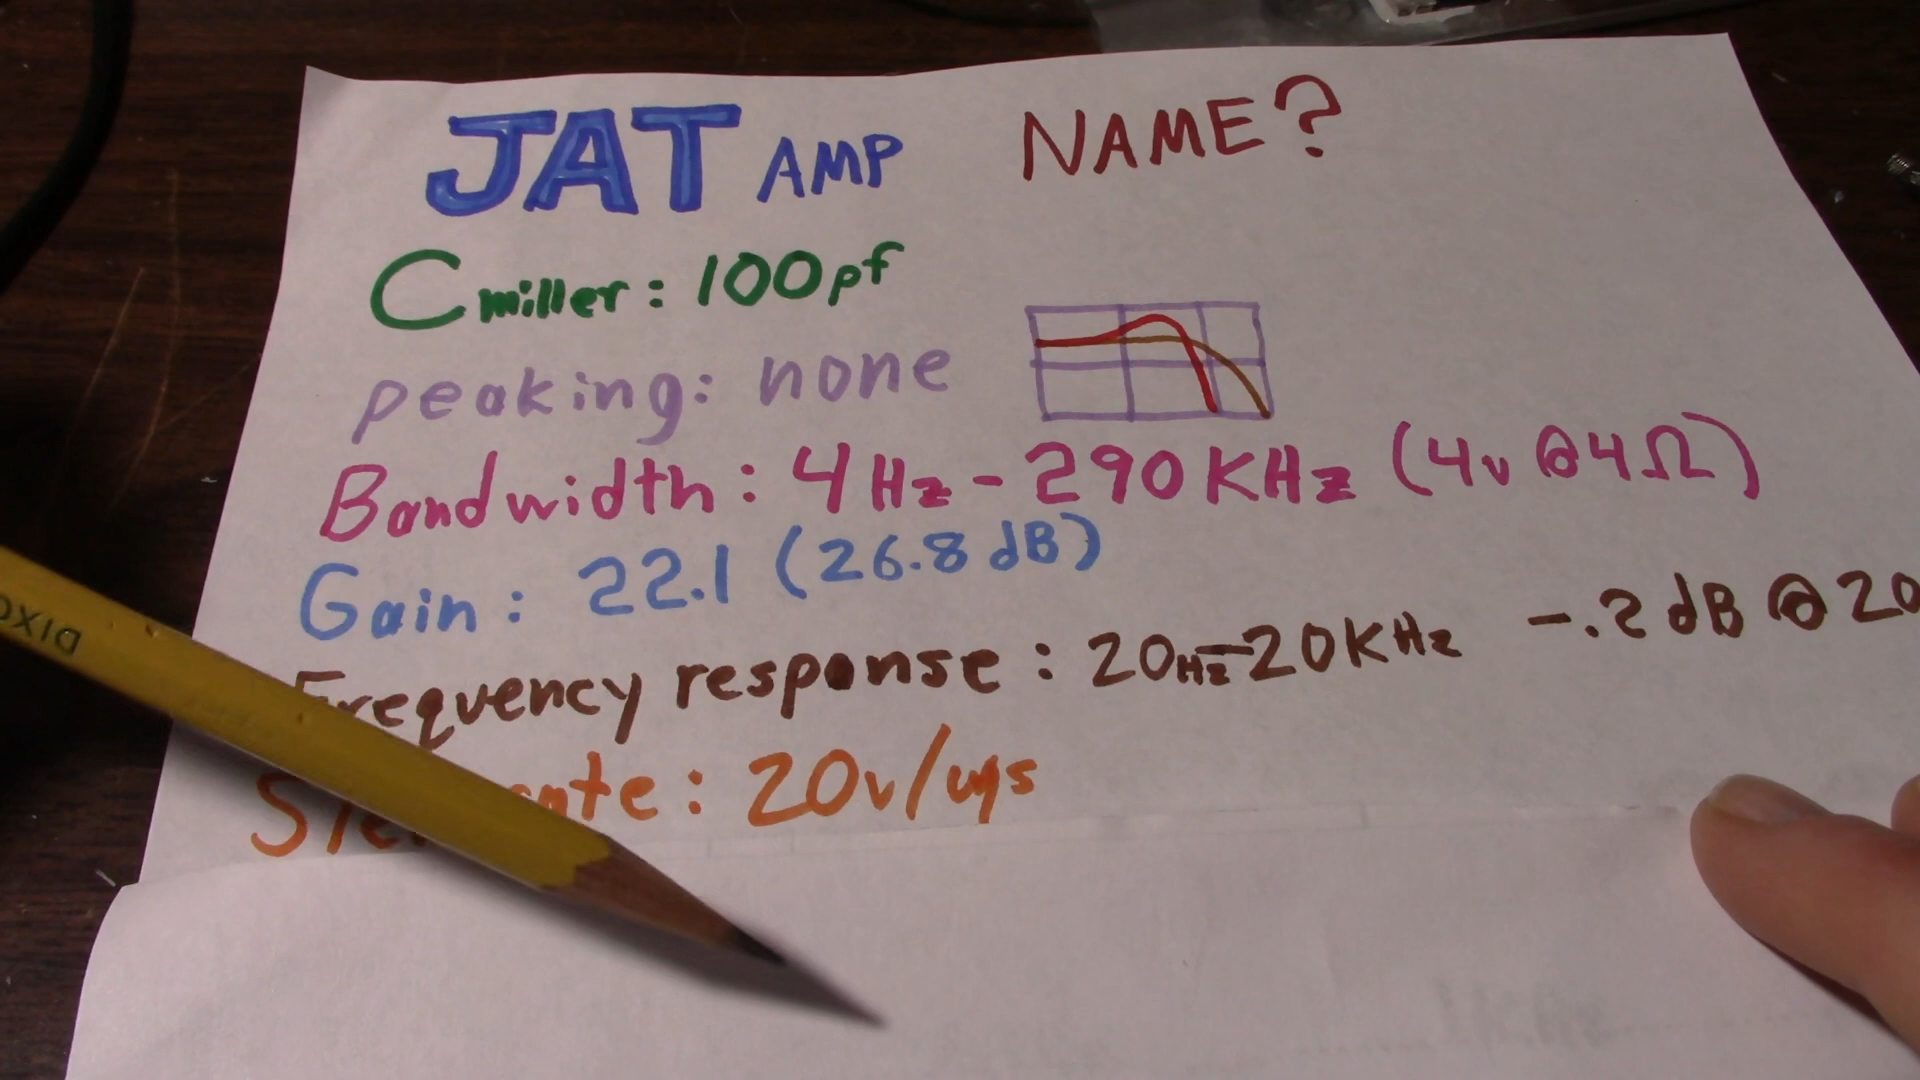 JAT AMP NAME?
Cmiller: 100pf
peaking: none
Bandwidth: 4Hz - 290KHz (4v @4Ω)
Gain: 22.1 (26.8dB)
Frequency response: 20Hz-20KHz -.2dB @20
: 20v/us
DIXO